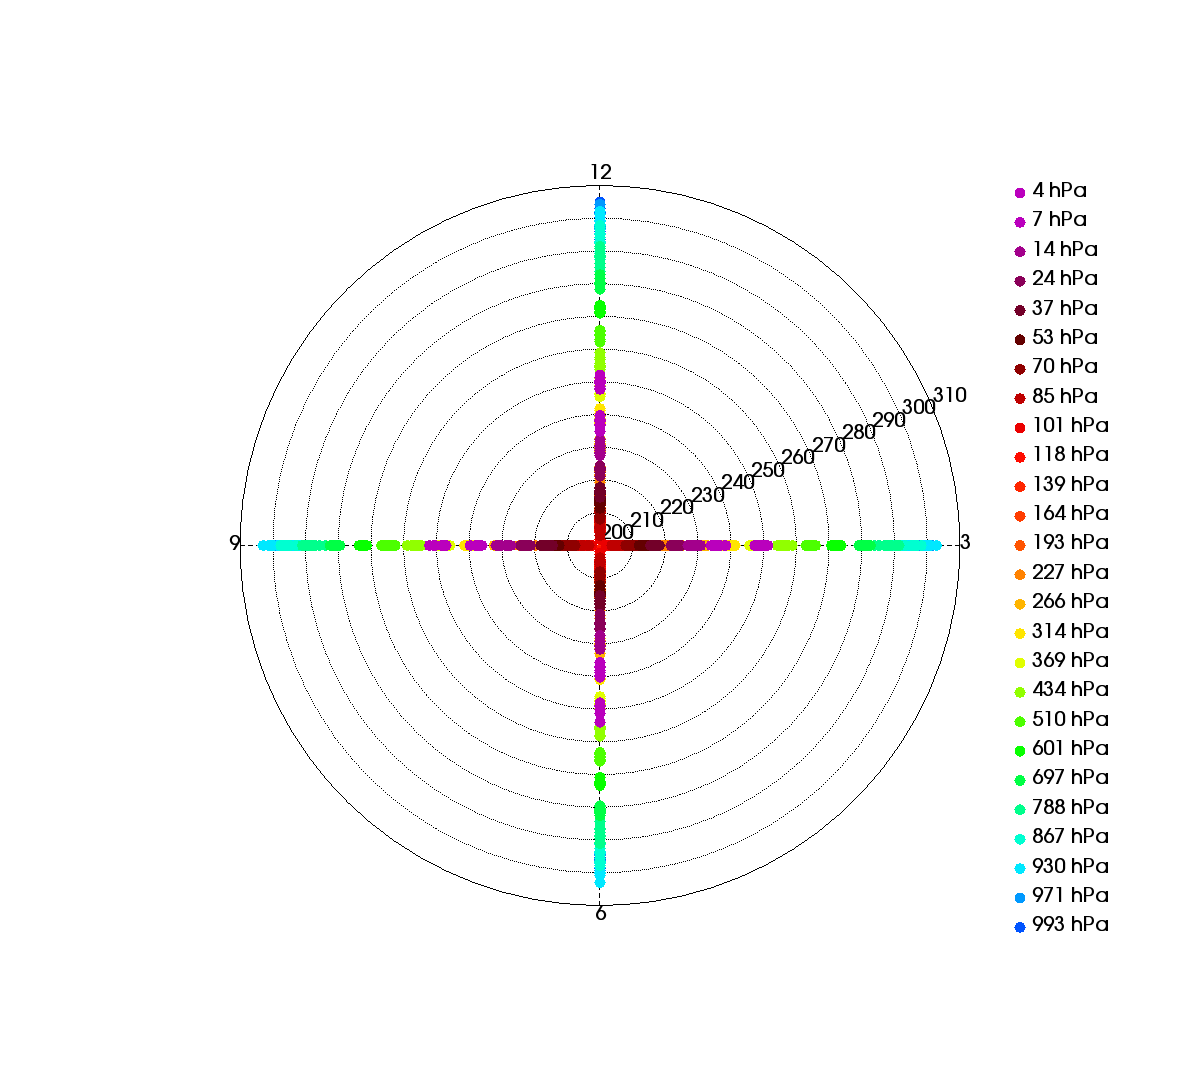 12
4 hPa
7 hPa
14 hPa
24 hPa
37 hPa
53 hPa
70 hPa
85 hPa
101 hPa
118 hPa
139 hPa
164 hPa
193 hPa
227 hPa
266 hPa
314 hPa
369 hPa
434 hPa
510 hPa
601 hPa
697 hPa
788 hPa
867 hPa
930 hPa
971 hPa
993 hPa
310
300
290
280
270
260
250
240
230
220
210
200
9
3
6